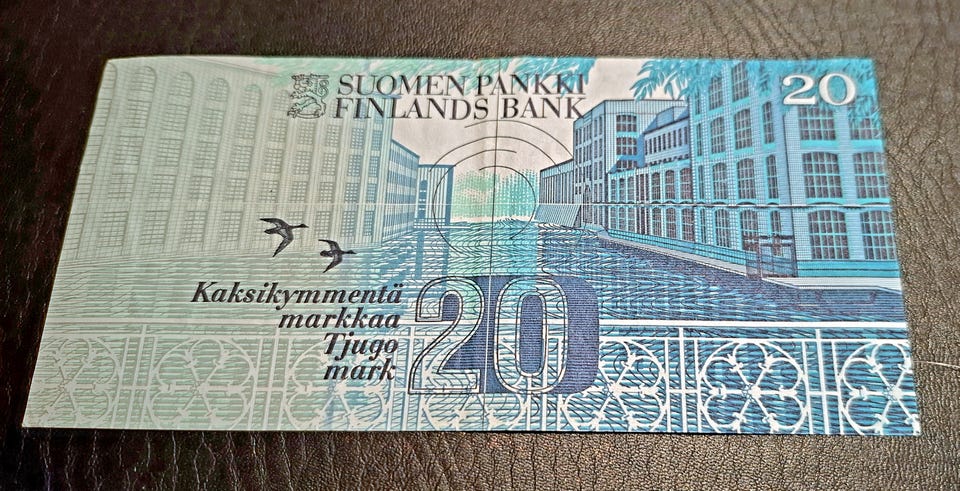 SUOMEN PANKKI
FINLANDS BANK
20
Kaksikymmentä
markkaa
Tjugo
mark
20